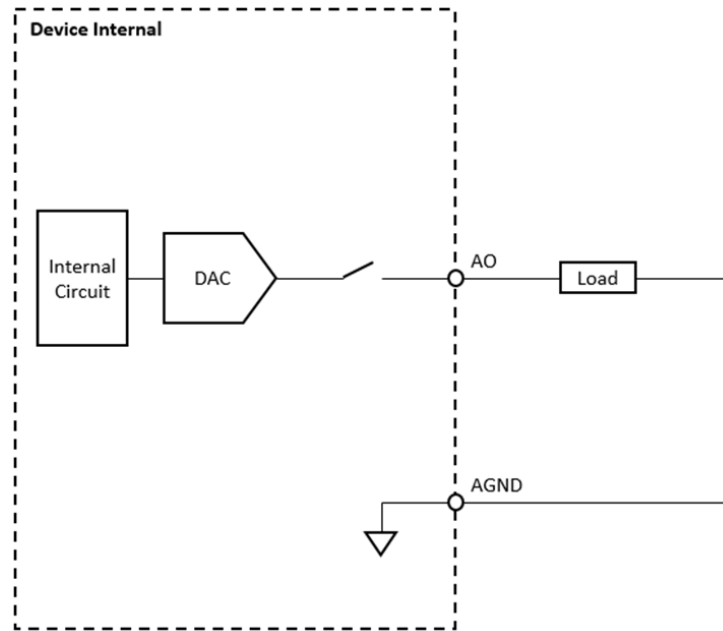 Device Internal
Internal
Circuit
DAC
AO
Load
AGND